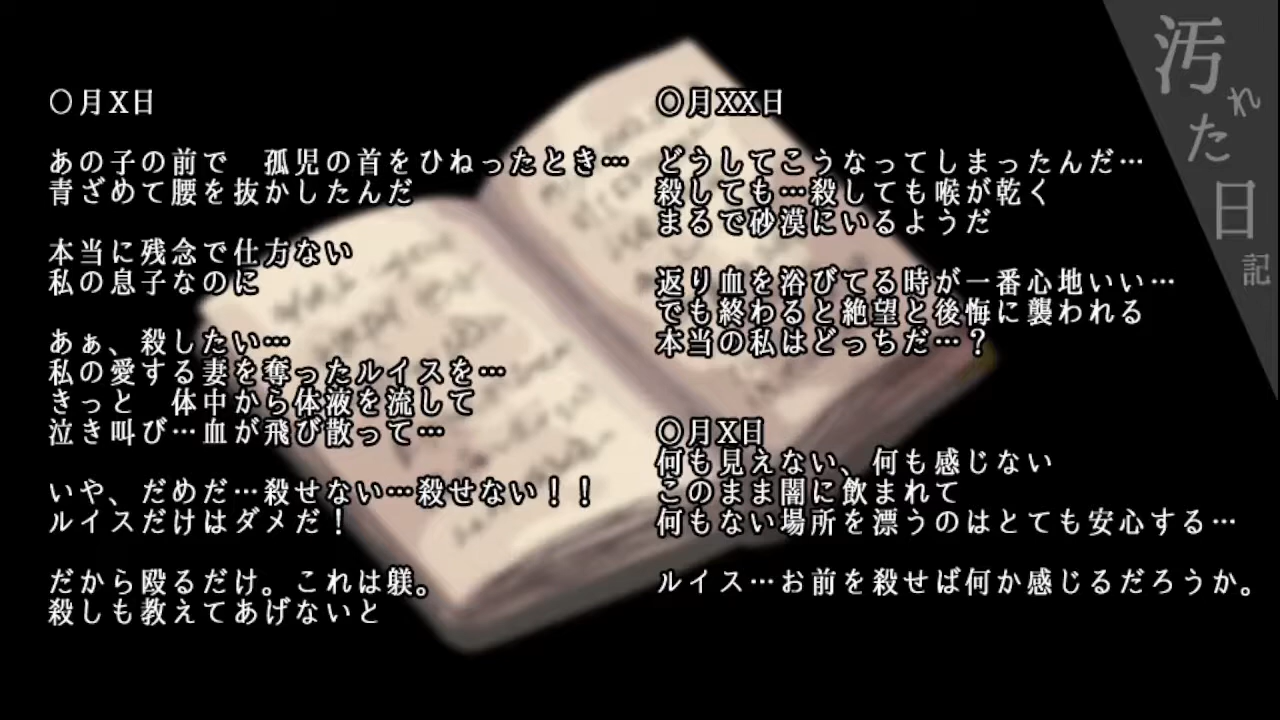 汚れた日記
〇月X日
あの子の前で　孤児の首をひねったとき…
青ざめて腰を抜かしたんだ
本当に残念で仕方ない
私の息子なのに
あぁ、殺したい…
私の愛する妻を奪ったルイスを…
きっと　体中から体液を流して
泣き叫び…血が飛び散って…
いや、だめだ…殺せない…殺せない！！
ルイスだけはダメだ！
だから殴るだけ。これは躾。
殺しも教えてあげないと
〇月XX日
どうしてこうなってしまったんだ…
殺しても…殺しても喉が乾く
まるで砂漠にいるようだ
返り血を浴びてる時が一番心地いい…
でも終わると絶望と後悔に襲われる
本当の私はどっちだ…？
〇月X日
何も見えない、何も感じない
このまま闇に飲まれて
何もない場所を漂うのはとても安心する…
ルイス…お前を殺せば何か感じるだろうか。